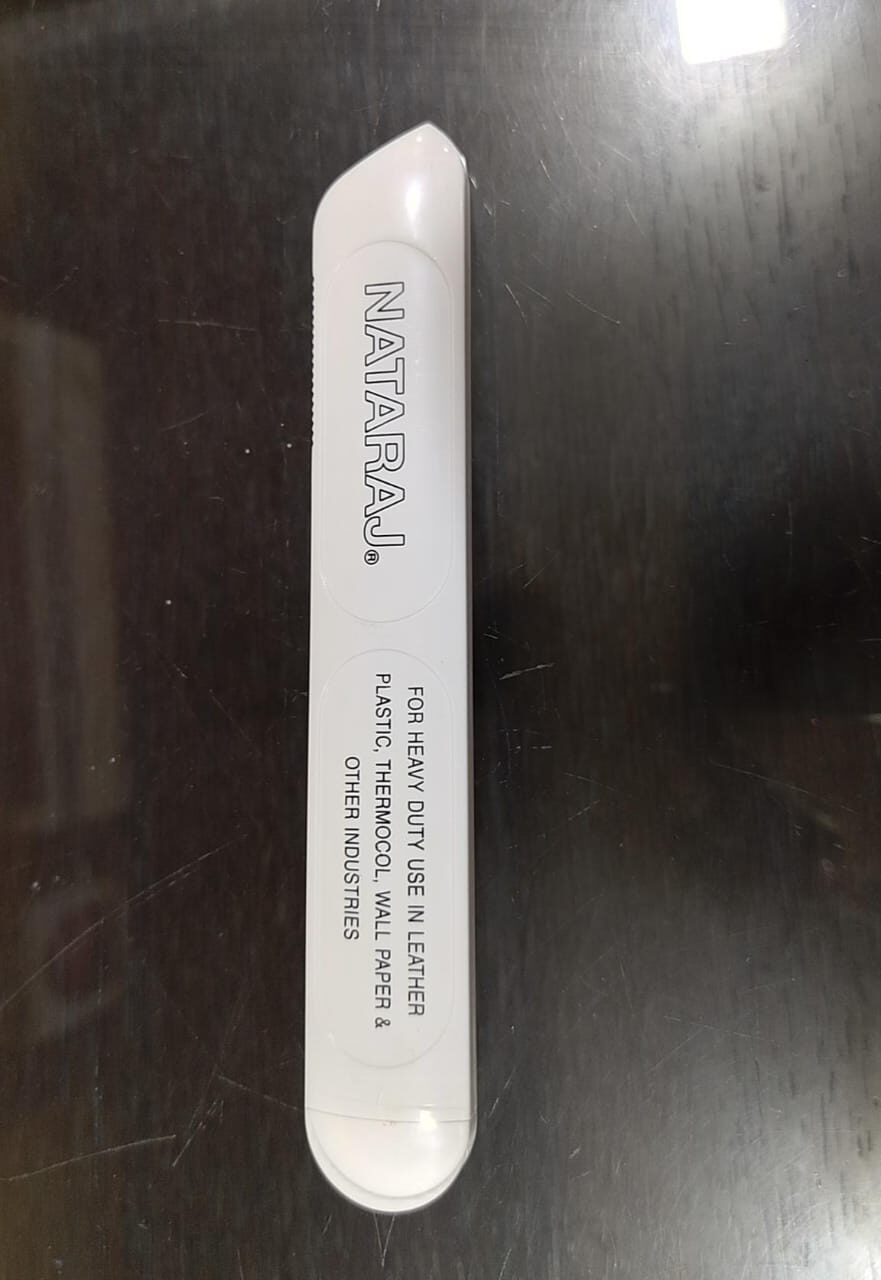 NATARAJ®
FOR HEAVY DUTY USE IN LEATHER
PLASTIC, THERMOCOL, WALL PAPER &
OTHER INDUSTRIES